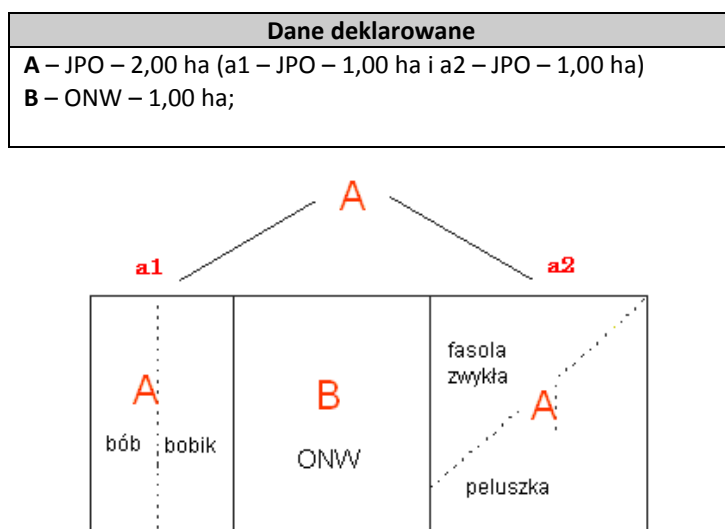 Dane deklarowane
A – JPO – 2,00 ha (a1 – JPO – 1,00 ha i a2 – JPO – 1,00 ha)
B – ONW – 1,00 ha;
A
a1
a2
A
bób
bobik
B
ONW
fasola
zwykła
A
peluszka